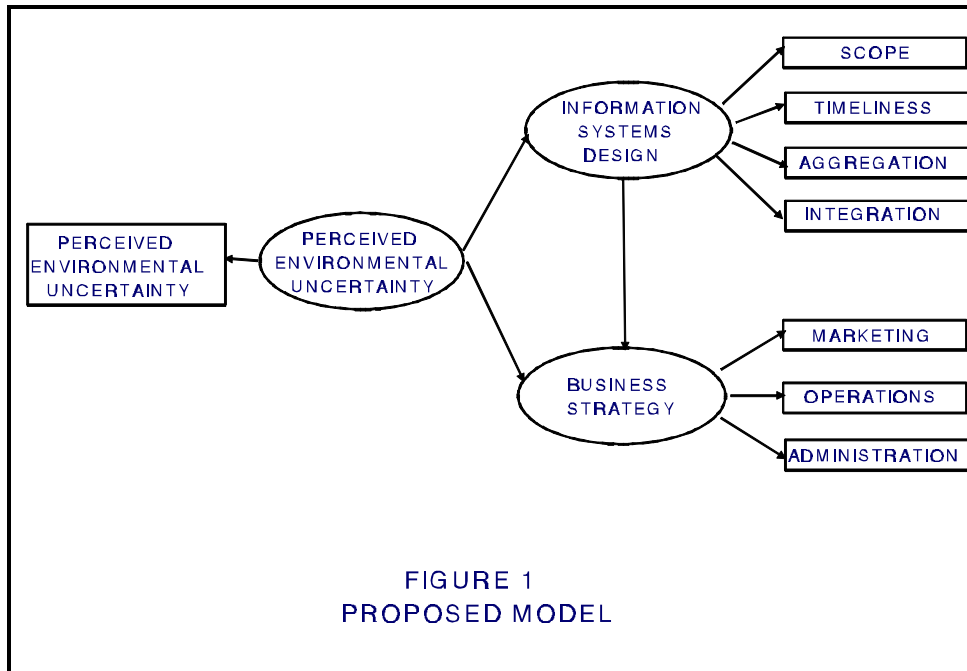 SCOPE
TIMELINESS
AGGREGATION
INTEGRATION
INFORMATION
SYSTEMS
DESIGN
PERCEIVED
ENVIRONMENTAL
UNCERTAINTY
PERCEIVED
ENVIRONMENTAL
UNCERTAINTY
BUSINESS
STRATEGY
MARKETING
OPERATIONS
ADMINISTRATION
FIGURE 1
PROPOSED MODEL